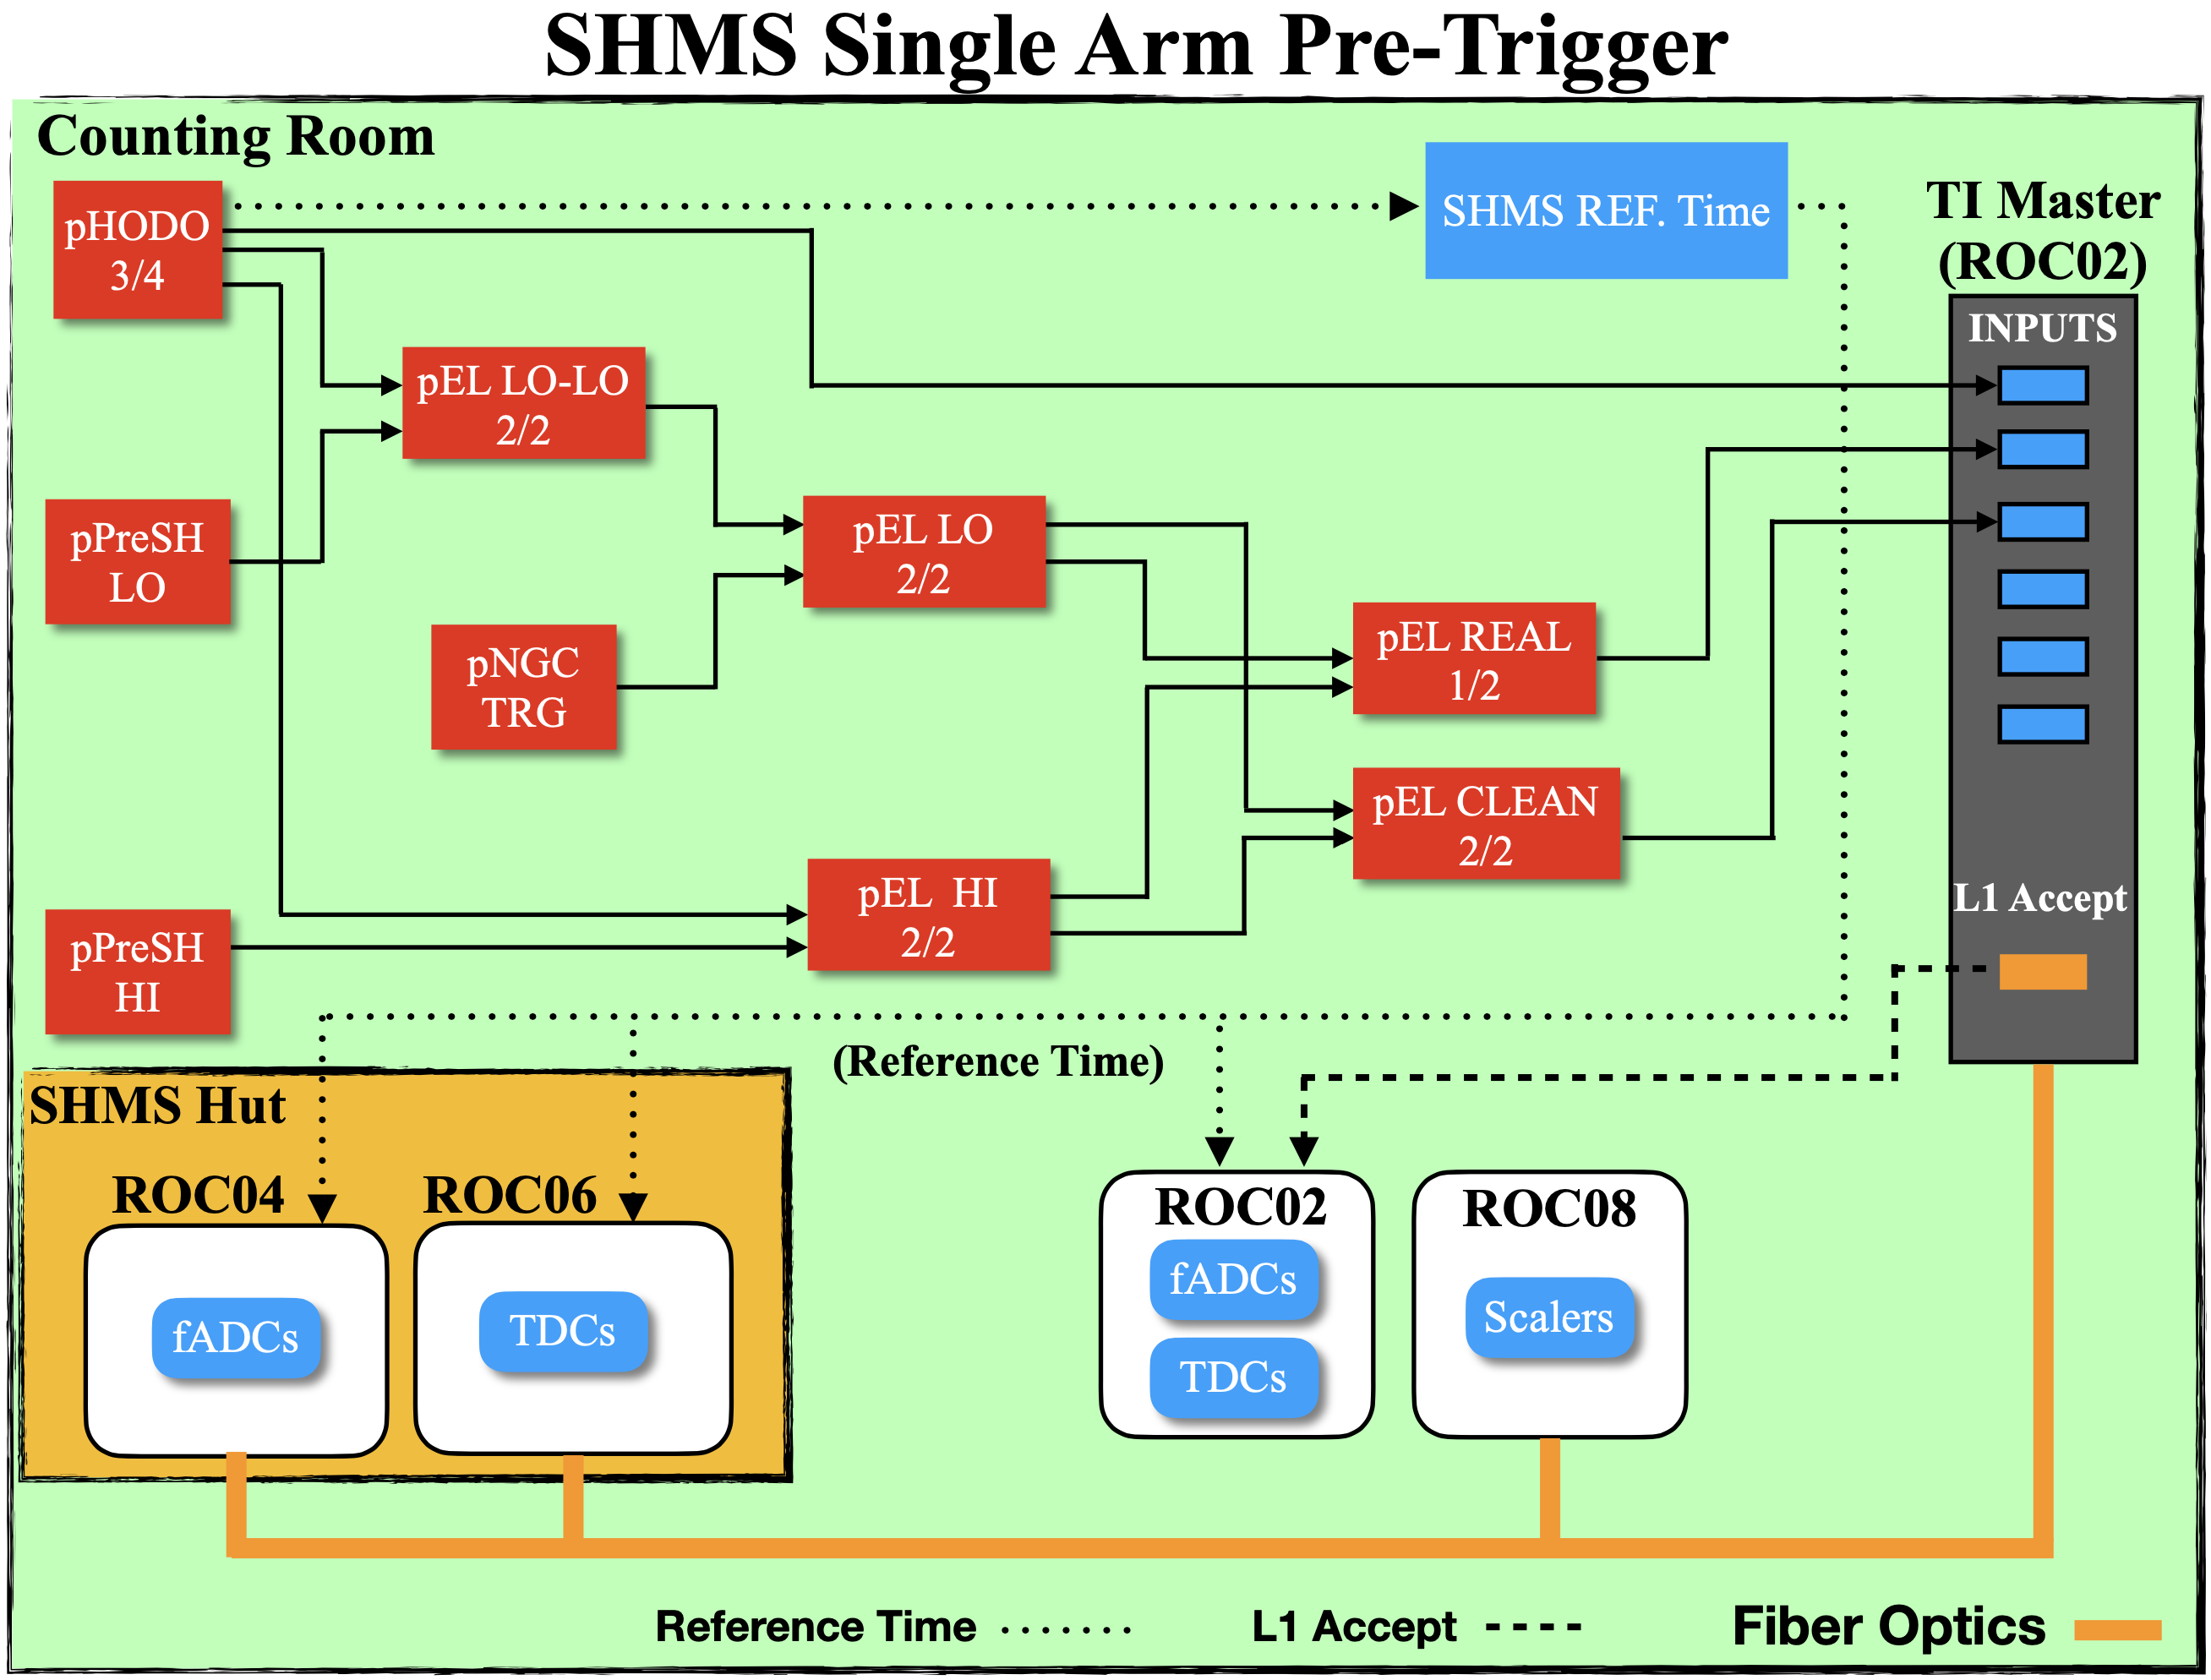 SHMS Single Arm Pre-Trigger
Counting Room
pHODO
3/4
SHMS REF. Time
TI Master
(ROC02)
INPUTS
pEL LO-LO
2/2
pPreSH
LO
pEL LO
2/2
pNGC
TRG
pEL REAL
1/2
pEL CLEAN
2/2
pEL HI
2/2
L1 Accept
pPreSH
HI
(Reference Time)
SHMS Hut
ROC04
fADCs
ROC06
TDCs
ROC02
fADCs
TDCs
ROC08
Scalers
Reference Time
L1 Accept
Fiber Optics